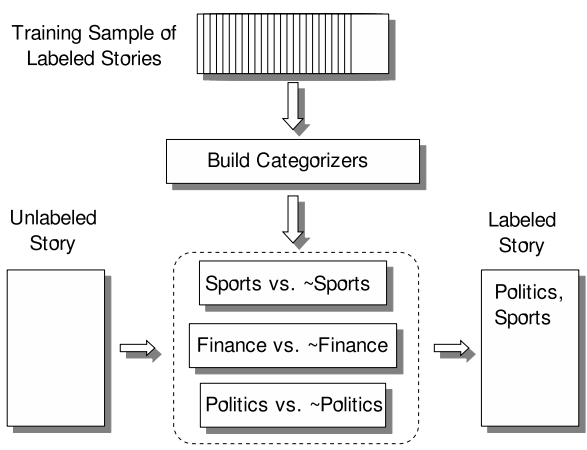 Training Sample of
Labeled Stories
Build Categorizers
Unlabeled
Story
Sports vs. ~Sports
Finance vs. ~Finance
Politics vs. ~Politics
Labeled
Story
Politics,
Sports